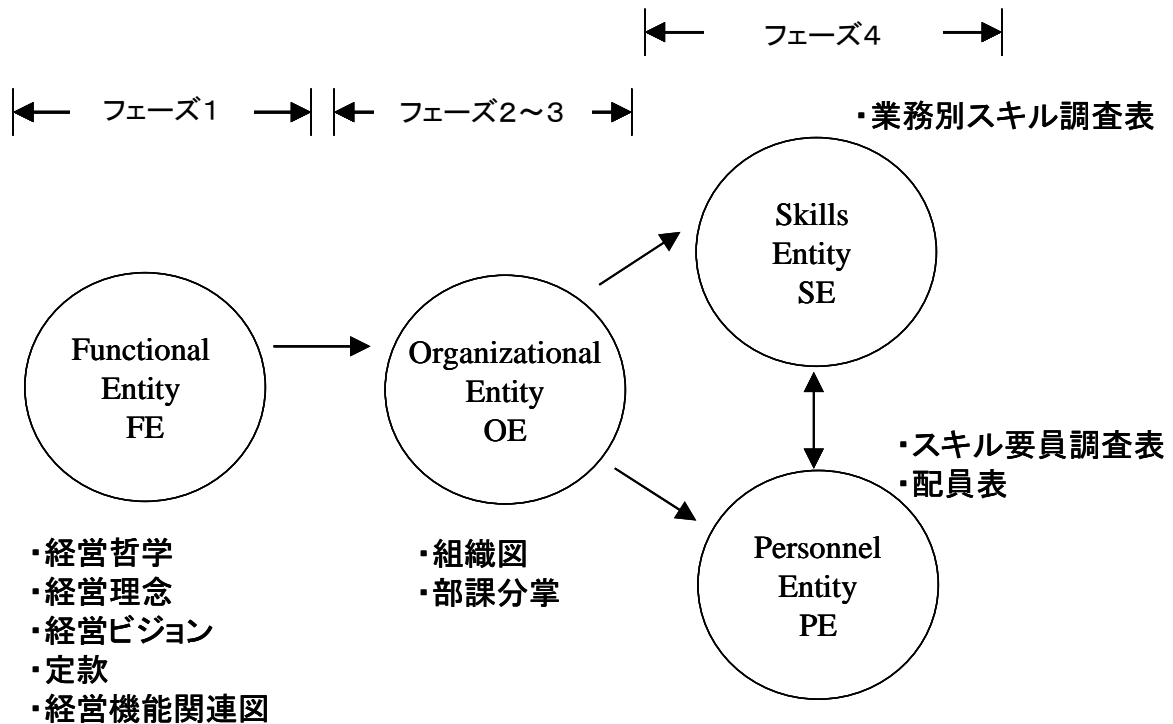 フェーズ4
フェーズ1
フェーズ2～3
・業務別スキル調査表
Skills
Entity
SE
Functional
Entity
FE
Organizational
Entity
OE
・スキル要員調査表
・配員表
Personnel
Entity
PE
・経営哲学
・経営理念
・経営ビジョン
・定款
・経営機能関連図
・組織図
・部課分掌